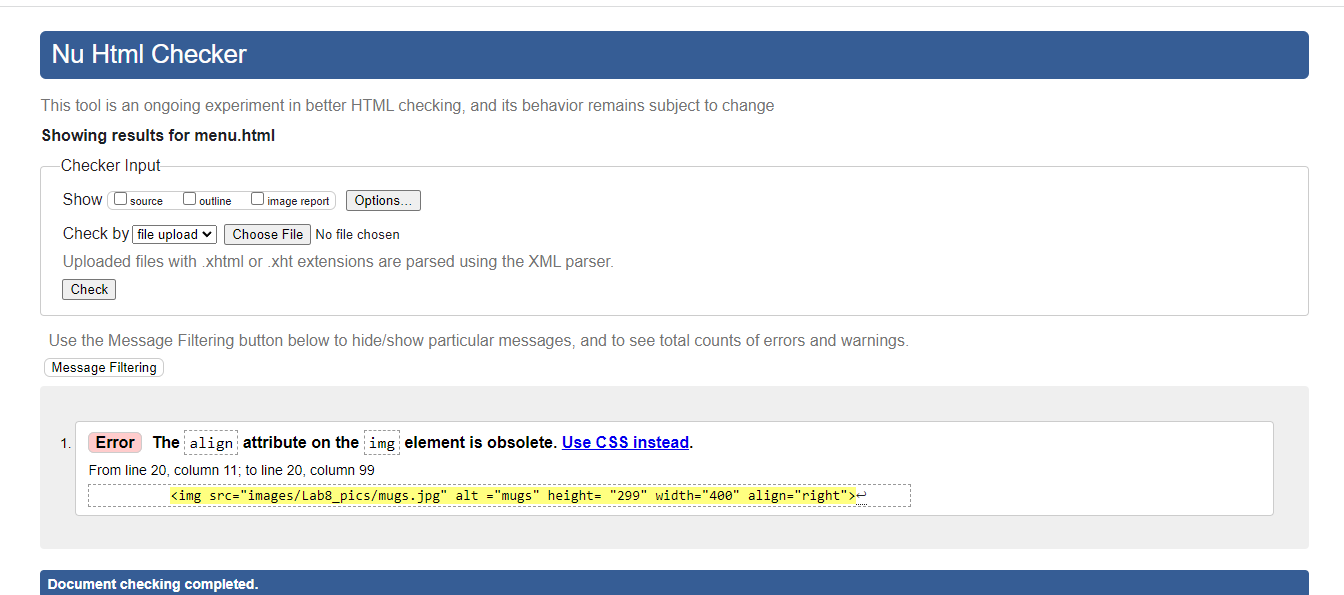 Nu Html Checker
This tool is an ongoing experiment in better HTML checking, and its behavior remains subject to change
Showing results for menu.html
Checker Input
Show source outline image report Options...
Check by file upload Choose File No file chosen
Uploaded files with .xhtml or .xht extensions are parsed using the XML parser.
Check
Use the Message Filtering button below to hide/show particular messages, and to see total counts of errors and warnings.
Message Filtering
1. Error The align attribute on the img element is obsolete. Use CSS instead.
From line 20, column 11; to line 20, column 99
<img src="images/Lab8_pics/mugs.jpg" alt ="mugs" height= "299" width="400" align="right">↩
Document checking completed.